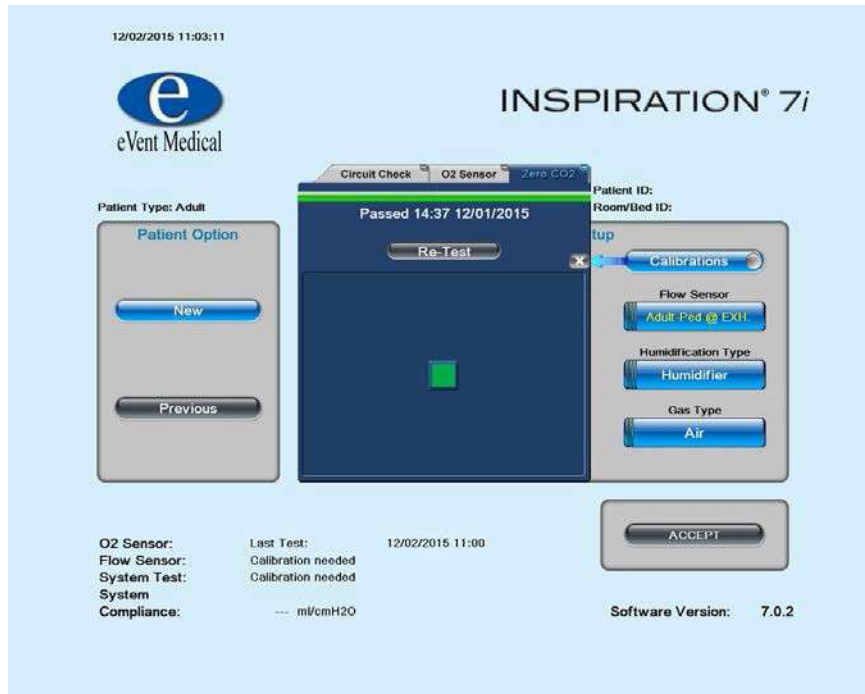 12/02/2015 11:03:11
e
eVent Medical
INSPIRATION® 7i
Circuit Check
O2 Sensor
Zero CO2
Patient Type: Adult
Patient ID:
Room/Bed ID:
Passed 14:37 12/01/2015
Re-Test
X
Patient Option
New
Previous
tup
Calibrations
Flow Sensor
Adult-Ped @ EXH.
Humidification Type
Humidifier
Gas Type
Air
ACCEPT
O2 Sensor: Last Test: 12/02/2015 11:00
Flow Sensor: Calibration needed
System Test: Calibration needed
System
Compliance: --- ml/cmH2O
Software Version: 7.0.2